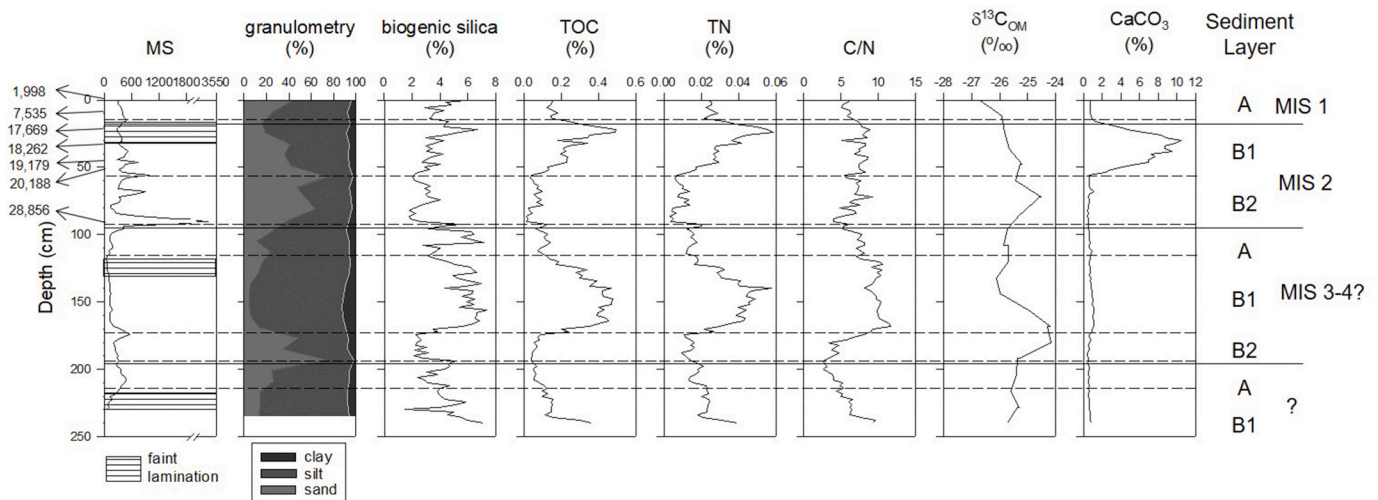 MS
granulometry
(%)
biogenic silica
(%)
TOC
(%)
TN
(%)
C/N
δ¹³C_OM
(⁰/∞)
CaCO₃
(%)
Sediment
Layer
0 600 1200 1800 3550
0 20 40 60 80 100
0 2 4 6 8
0.0 0.2 0.4 0.6
0.00 0.02 0.04 0.06
0 5 10 15
-28 -27 -26 -25 -24
0 2 4 6 8 10 12
1,998
7,535
17,669
18,262
19,179
20,188
28,856
Depth (cm)
0
50
100
150
200
250
A
MIS 1
B1
MIS 2
B2
A
B1
MIS 3-4?
B2
A
?
B1
faint
lamination
clay
silt
sand